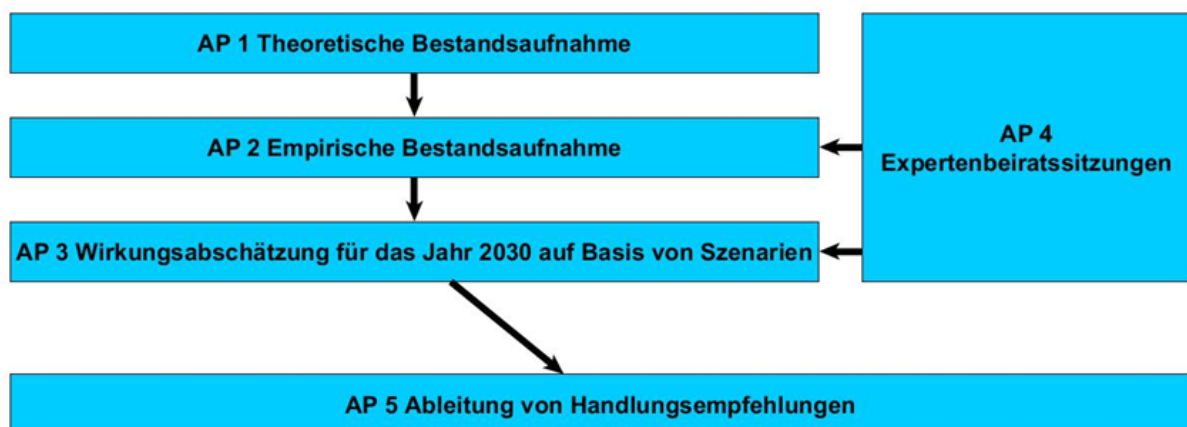 AP 1 Theoretische Bestandsaufnahme
AP 2 Empirische Bestandsaufnahme
AP 3 Wirkungsabschätzung für das Jahr 2030 auf Basis von Szenarien
AP 4
Expertenbeiratssitzungen
AP 5 Ableitung von Handlungsempfehlungen